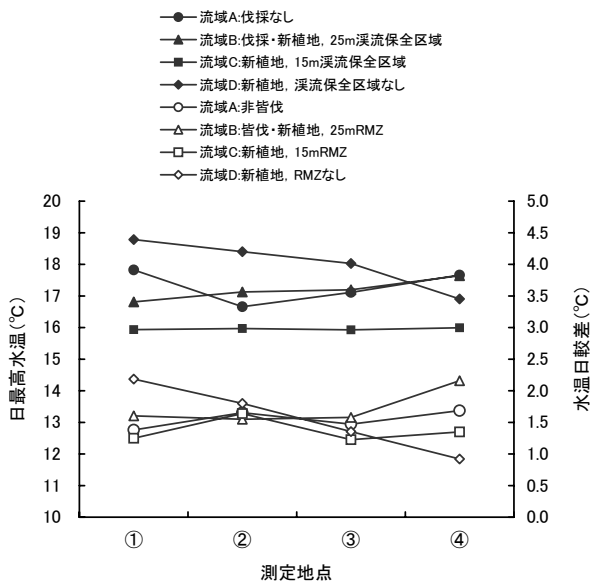 流域A:伐採なし
流域B:伐採・新植地, 25m渓流保全区域
流域C:新植地, 15m渓流保全区域
流域D:新植地, 渓流保全区域なし
流域A:非皆伐
流域B:皆伐・新植地, 25mRMZ
流域C:新植地, 15mRMZ
流域D:新植地, RMZなし
日最高水温(℃)
20
19
18
17
16
15
14
13
12
11
10
5.0
4.5
4.0
3.5
3.0
2.5
2.0
1.5
1.0
0.5
0.0
水温日較差(℃)
① ② ③ ④
測定地点